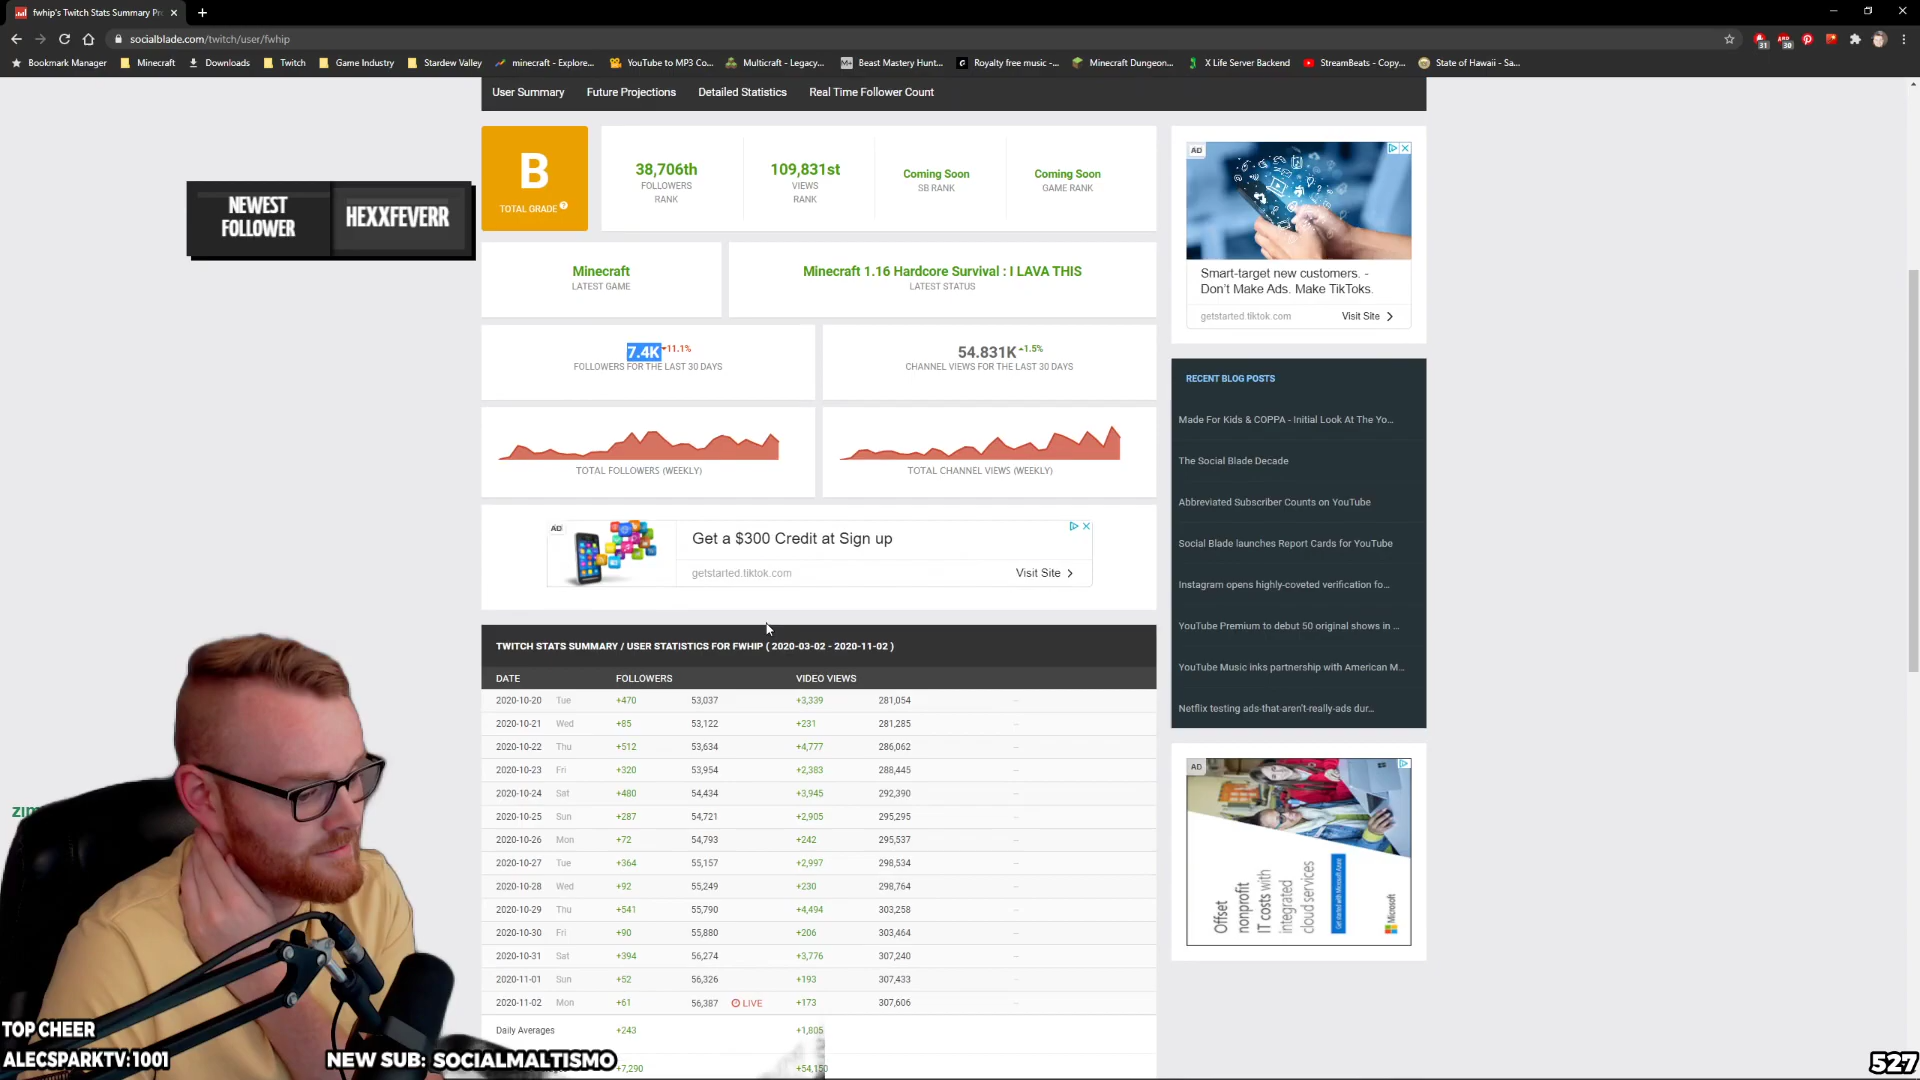 fwhip's Twitch Stats Summary Pr
socialblade.com/twitch/user/fwhip
31
30
Bookmark Manager
Minecraft
Downloads
Twitch
Game Industry
Stardew Valley
minecraft - Explore...
YouTube to MP3 Co...
Multicraft - Legacy...
Beast Mastery Hunt...
Royalty free music -...
Minecraft Dungeon...
X Life Server Backend
StreamBeats - Copy...
State of Hawaii - Sa...
User Summary
Future Projections
Detailed Statistics
Real Time Follower Count
B
TOTAL GRADE
38,706th
FOLLOWERS
RANK
109,831st
VIEWS
RANK
Coming Soon
SB RANK
Coming Soon
GAME RANK
Minecraft
LATEST GAME
Minecraft 1.16 Hardcore Survival : I LAVA THIS
LATEST STATUS
7.4K 11.1%
FOLLOWERS FOR THE LAST 30 DAYS
54.831K 1.5%
CHANNEL VIEWS FOR THE LAST 30 DAYS
TOTAL FOLLOWERS (WEEKLY)
TOTAL CHANNEL VIEWS (WEEKLY)
AD
Get a $300 Credit at Sign up
getstarted.tiktok.com
Visit Site
TWITCH STATS SUMMARY / USER STATISTICS FOR FWHIP ( 2020-03-02 - 2020-11-02 )
DATE FOLLOWERS VIDEO VIEWS
2020-10-20 Tue +470 53,037 +3,339 281,054 --
2020-10-21 Wed +85 53,122 +231 281,285 --
2020-10-22 Thu +512 53,634 +4,777 286,062 --
2020-10-23 Fri +320 53,954 +2,383 288,445 --
2020-10-24 Sat +480 54,434 +3,945 292,390 --
2020-10-25 Sun +287 54,721 +2,905 295,295 --
2020-10-26 Mon +72 54,793 +242 295,537 --
2020-10-27 Tue +364 55,157 +2,997 298,534 --
2020-10-28 Wed +92 55,249 +230 298,764 --
2020-10-29 Thu +541 55,790 +4,494 303,258 --
2020-10-30 Fri +90 55,880 +206 303,464 --
2020-10-31 Sat +394 56,274 +3,776 307,240 --
2020-11-01 Sun +52 56,326 +193 307,433 --
2020-11-02 Mon +61 56,387 LIVE +173 307,606 --
Daily Averages +243 +1,805
+7,290 +54,150
AD
Smart-target new customers. -
Don't Make Ads. Make TikToks.
getstarted.tiktok.com
Visit Site
RECENT BLOG POSTS
Made For Kids & COPPA - Initial Look At The Yo...
The Social Blade Decade
Abbreviated Subscriber Counts on YouTube
Social Blade launches Report Cards for YouTube
Instagram opens highly-coveted verification fo...
YouTube Premium to debut 50 original shows in ...
YouTube Music inks partnership with American M...
Netflix testing ads-that-aren't-really-ads dur...
AD
Offset
nonprofit
IT costs with
integrated
cloud services
Microsoft
NEWEST
FOLLOWER
HEXXFEVERR
TOP CHEER
ALECSPARKTV: 1001
NEW SUB: SOCIALMALTISMO
527